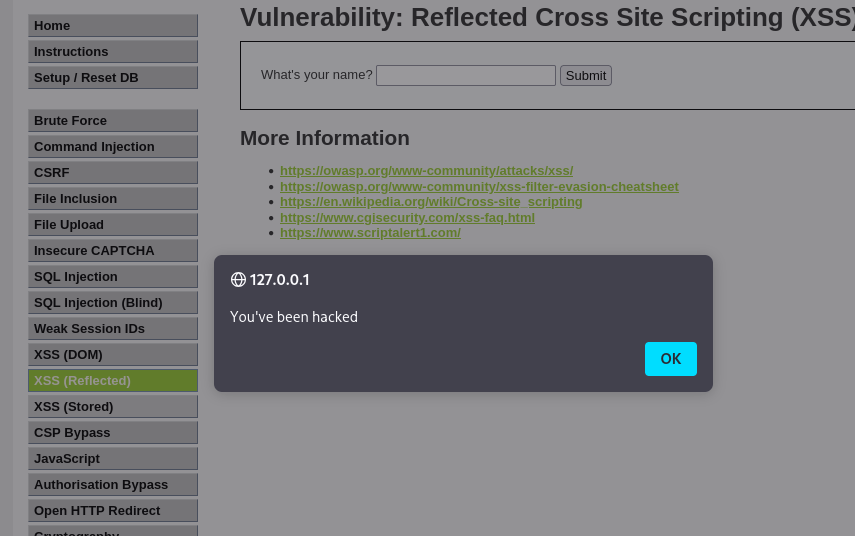 Vulnerability: Reflected Cross Site Scripting (XSS)
Home
Instructions
Setup / Reset DB
Brute Force
Command Injection
CSRF
File Inclusion
File Upload
Insecure CAPTCHA
SQL Injection
SQL Injection (Blind)
Weak Session IDs
XSS (DOM)
XSS (Reflected)
XSS (Stored)
CSP Bypass
JavaScript
Authorisation Bypass
Open HTTP Redirect
Cryptography
What's your name? Submit
More Information
https://owasp.org/www-community/attacks/xss/
https://owasp.org/www-community/xss-filter-evasion-cheatsheet
https://en.wikipedia.org/wiki/Cross-site_scripting
https://www.cgisecurity.com/xss-faq.html
https://www.scriptalert1.com/
127.0.0.1
You've been hacked
OK